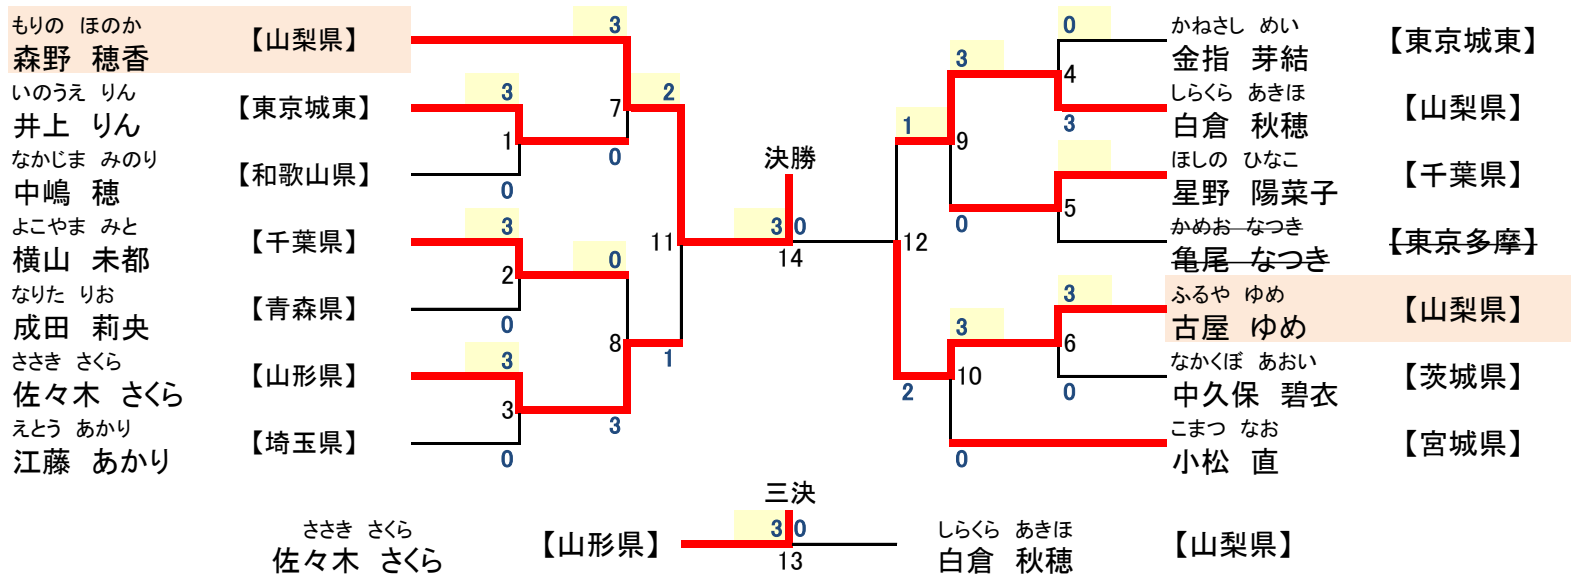 もりの ほのか
森野 穂香 【山梨県】
3
いのうえ りん
井上 りん 【東京城東】
3
7
2
1
なかじま みのり
中嶋 穂 【和歌山県】
0
0
よこやま みと
横山 未都 【千葉県】
3
11
2
0
なりた りお
成田 莉央 【青森県】
0
8
1
ささき さくら
佐々木 さくら 【山形県】
3
3
3
えとう あかり
江藤 あかり 【埼玉県】
0
決勝
3 0
14
0
かねさし めい
金指 芽結 【東京城東】
3
4
しらくら あきほ
白倉 秋穂 【山梨県】
3
1
9
ほしの ひなこ
星野 陽菜子 【千葉県】
5
0
かめお なつき
亀尾 なつき 【東京多摩】
12
3
ふるや ゆめ
古屋 ゆめ 【山梨県】
3
6
なかくぼ あおい
中久保 碧衣 【茨城県】
10
2
0
こまつ なお
小松 直 【宮城県】
0
三決
ささき さくら
佐々木 さくら 【山形県】
3 0
13
しらくら あきほ
白倉 秋穂 【山梨県】